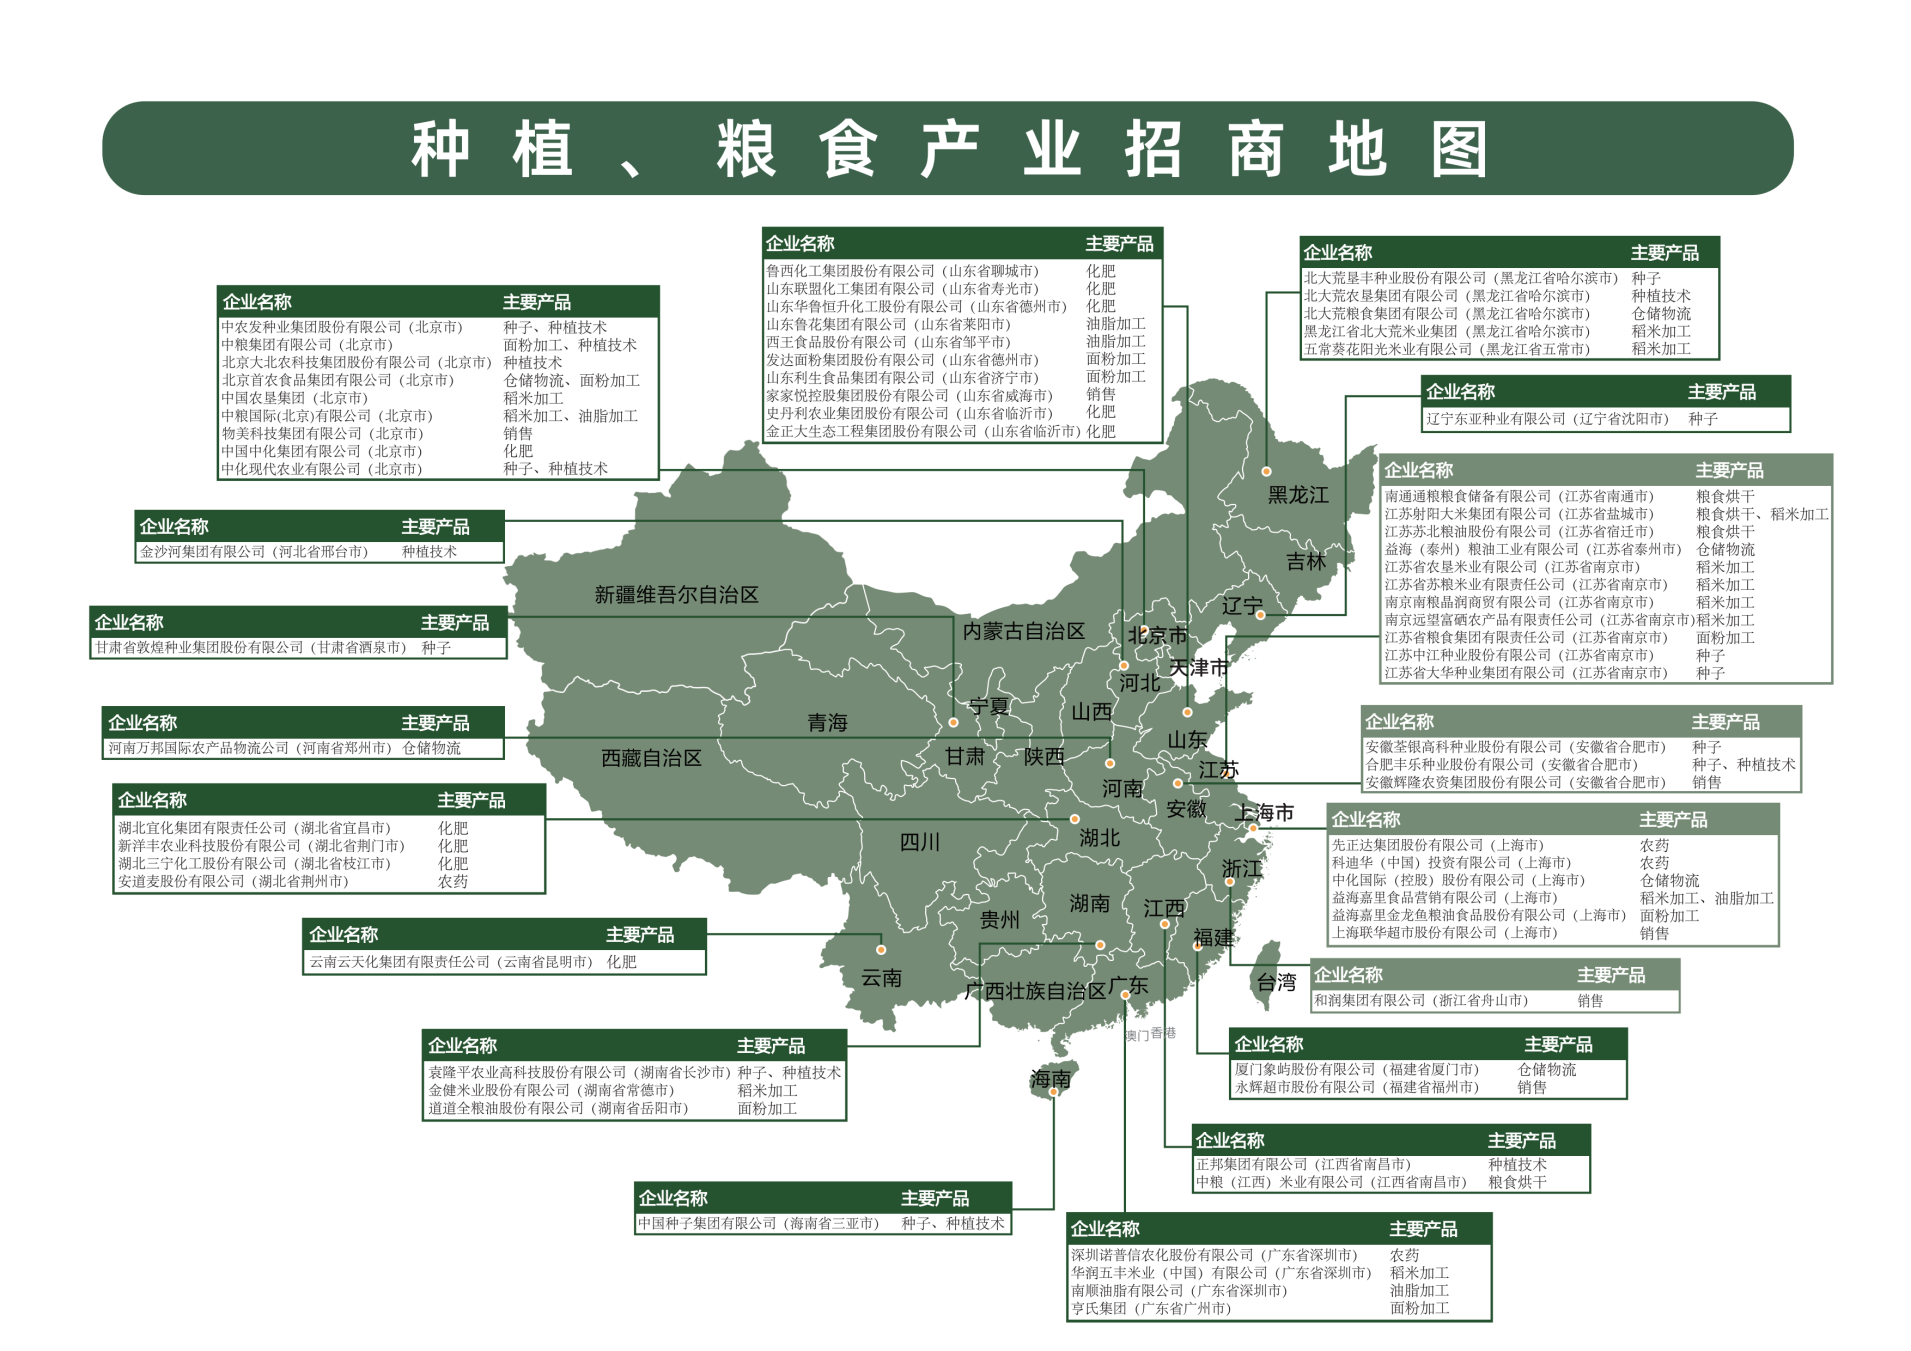 种植、粮食产业招商地图
企业名称 主要产品
鲁西化工集团股份有限公司（山东省聊城市） 化肥
山东联盟化工集团有限公司（山东省寿光市） 化肥
山东华鲁恒升化工股份有限公司（山东省德州市） 化肥
山东鲁花集团有限公司（山东省莱阳市） 油脂加工
西王食品股份有限公司（山东省邹平市） 油脂加工
发达面粉集团股份有限公司（山东省德州市） 面粉加工
山东利生食品集团有限公司（山东省济宁市） 面粉加工
家家悦控股集团股份有限公司（山东省威海市） 销售
史丹利农业集团股份有限公司（山东省临沂市） 化肥
金正大生态工程集团股份有限公司（山东省临沂市） 化肥
企业名称 主要产品
北大荒垦丰种业股份有限公司（黑龙江省哈尔滨市） 种子
北大荒农垦集团有限公司（黑龙江省哈尔滨市） 种植技术
北大荒粮食集团有限公司（黑龙江省哈尔滨市） 仓储物流
黑龙江省北大荒米业集团（黑龙江省哈尔滨市） 稻米加工
五常葵花阳光米业有限公司（黑龙江省五常市） 稻米加工
企业名称 主要产品
中农发种业集团股份有限公司（北京市） 种子、种植技术
中粮集团有限公司（北京市） 面粉加工、种植技术
北京大北农科技集团股份有限公司（北京市） 种植技术
北京首农食品集团有限公司（北京市） 仓储物流、面粉加工
中国农垦集团（北京市） 稻米加工
中粮国际(北京)有限公司（北京市） 稻米加工、油脂加工
物美科技集团有限公司（北京市） 销售
中国中化集团有限公司（北京市） 化肥
中化现代农业有限公司（北京市） 种子、种植技术
企业名称 主要产品
辽宁东亚种业有限公司（辽宁省沈阳市） 种子
企业名称 主要产品
南通通粮粮食储备有限公司（江苏省南通市） 粮食烘干
江苏射阳大米集团有限公司（江苏省盐城市） 粮食烘干、稻米加工
江苏苏北粮油股份有限公司（江苏省宿迁市） 粮食烘干
益海（泰州）粮油工业有限公司（江苏省泰州市） 仓储物流
江苏省农垦米业有限公司（江苏省南京市） 稻米加工
江苏省苏粮米业有限责任公司（江苏省南京市） 稻米加工
南京南粮晶润商贸有限公司（江苏省南京市） 稻米加工
南京远望富硒农产品有限责任公司（江苏省南京市） 稻米加工
江苏省粮食集团有限责任公司（江苏省南京市） 面粉加工
江苏中江种业股份有限公司（江苏省南京市） 种子
江苏省大华种业集团有限公司（江苏省南京市） 种子
企业名称 主要产品
金沙河集团有限公司（河北省邢台市） 种植技术
企业名称 主要产品
甘肃省敦煌种业集团股份有限公司（甘肃省酒泉市） 种子
企业名称 主要产品
河南万邦国际农产品物流公司（河南省郑州市） 仓储物流
企业名称 主要产品
安徽荃银高科种业股份有限公司（安徽省合肥市） 种子
合肥丰乐种业股份有限公司（安徽省合肥市） 种子、种植技术
安徽辉隆农资集团股份有限公司（安徽省合肥市） 销售
企业名称 主要产品
湖北宜化集团有限责任公司（湖北省宜昌市） 化肥
新洋丰农业科技股份有限公司（湖北省荆门市） 化肥
湖北三宁化工股份有限公司（湖北省枝江市） 化肥
安道麦股份有限公司（湖北省荆州市） 农药
企业名称 主要产品
先正达集团股份有限公司（上海市） 农药
科迪华（中国）投资有限公司（上海市） 农药
中化国际（控股）股份有限公司（上海市） 仓储物流
益海嘉里食品营销有限公司（上海市） 稻米加工、油脂加工
益海嘉里金龙鱼粮油食品股份有限公司（上海市） 面粉加工
上海联华超市股份有限公司（上海市） 销售
企业名称 主要产品
云南云天化集团有限责任公司（云南省昆明市） 化肥
企业名称 主要产品
和润集团有限公司（浙江省舟山市） 销售
企业名称 主要产品
袁隆平农业高科技股份有限公司（湖南省长沙市） 种子、种植技术
金健米业股份有限公司（湖南省常德市） 稻米加工
道道全粮油股份有限公司（湖南省岳阳市） 面粉加工
企业名称 主要产品
厦门象屿股份有限公司（福建省厦门市） 仓储物流
永辉超市股份有限公司（福建省福州市） 销售
企业名称 主要产品
正邦集团有限公司（江西省南昌市） 种植技术
中粮（江西）米业有限公司（江西省南昌市） 粮食烘干
企业名称 主要产品
中国种子集团有限公司（海南省三亚市） 种子、种植技术
企业名称 主要产品
深圳诺普信农化股份有限公司（广东省深圳市） 农药
华润五丰米业（中国）有限公司（广东省深圳市） 稻米加工
南顺油脂有限公司（广东省深圳市） 油脂加工
亨氏集团（广东省广州市） 面粉加工
黑龙江
吉林
辽宁
新疆维吾尔自治区
内蒙古自治区
北京市
天津市
河北
宁夏
山西
青海
山东
西藏自治区
甘肃
陕西
江苏
河南
安徽
上海市
四川
湖北
浙江
湖南
江西
贵州
福建
云南
广西壮族自治区
广东
台湾
澳门
香港
海南